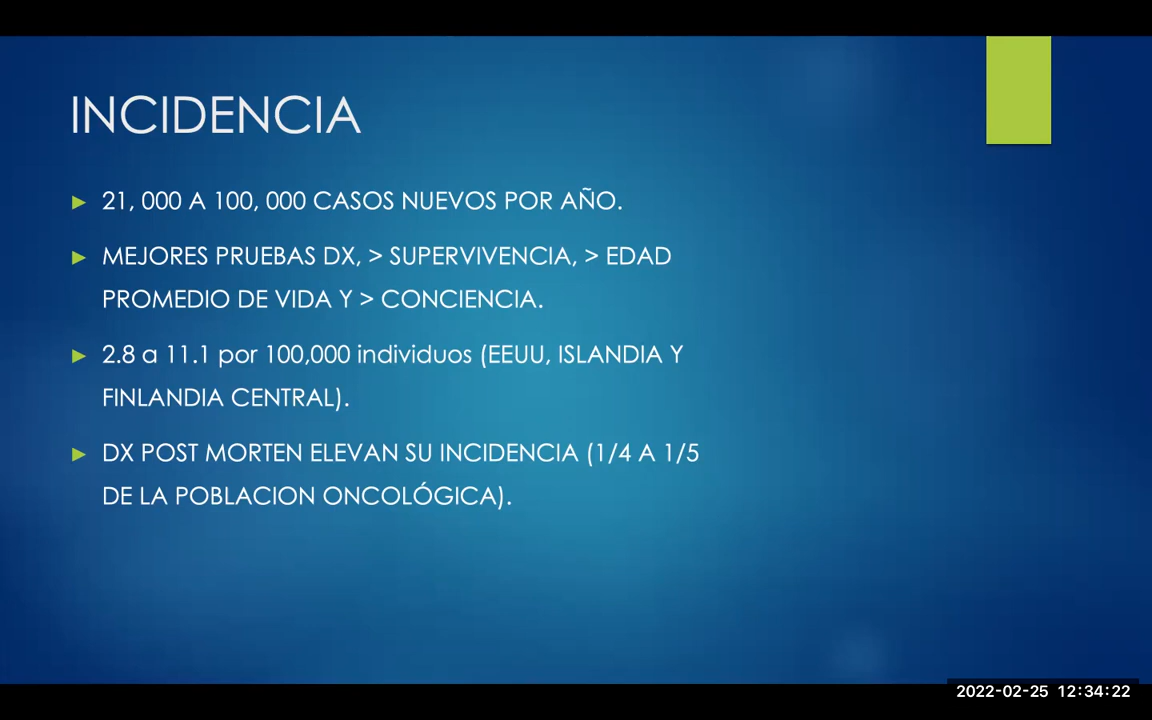 INCIDENCIA
21, 000 A 100, 000 CASOS NUEVOS POR AÑO.
MEJORES PRUEBAS DX, > SUPERVIVENCIA, > EDAD
PROMEDIO DE VIDA Y > CONCIENCIA.
2.8 a 11.1 por 100,000 individuos (EEUU, ISLANDIA Y
FINLANDIA CENTRAL).
DX POST MORTEN ELEVAN SU INCIDENCIA (1/4 A 1/5
DE LA POBLACION ONCOLÓGICA).
2022-02-25 12:34:22